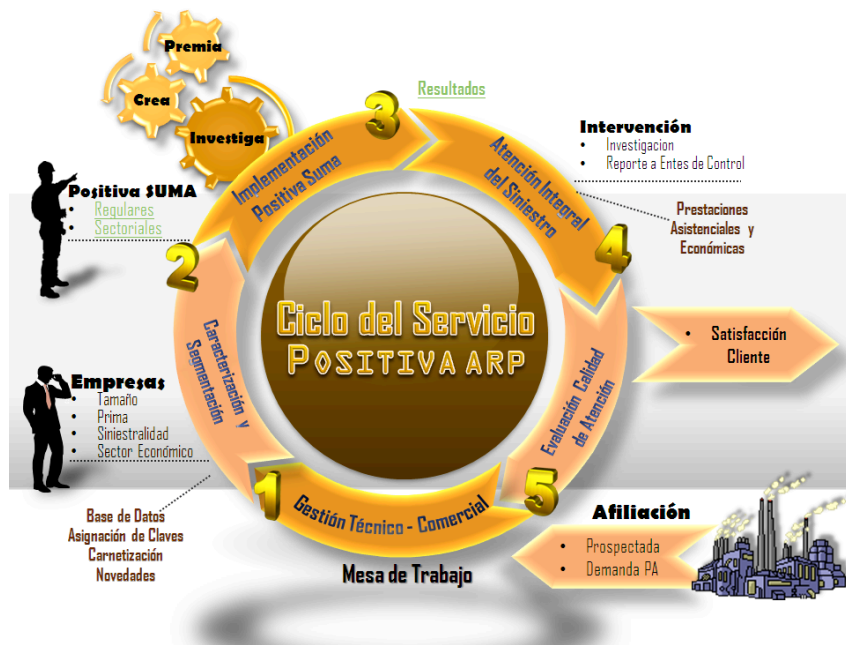 Premia
Crea
Investiga
Resultados
3
Implementación
Positiva Suma
Atención Integral
del Siniestro
Intervención
• Investigacion
• Reporte a Entes de Control
Prestaciones
Asistenciales y
Económicas
Positiva SUMA
• Regulares
• Sectoriales
2
4
Ciclo del Servicio
POSITIVA ARP
• Satisfacción
Cliente
Caracterización y
Segmentación
Evaluación Calidad
de Atención
Empresas
• Tamaño
• Prima
• Siniestralidad
• Sector Económico
1
Gestión Técnico - Comercial
5
Base de Datos
Asignación de Claves
Carnetización
Novedades
Mesa de Trabajo
Afiliación
• Prospectada
• Demanda PA